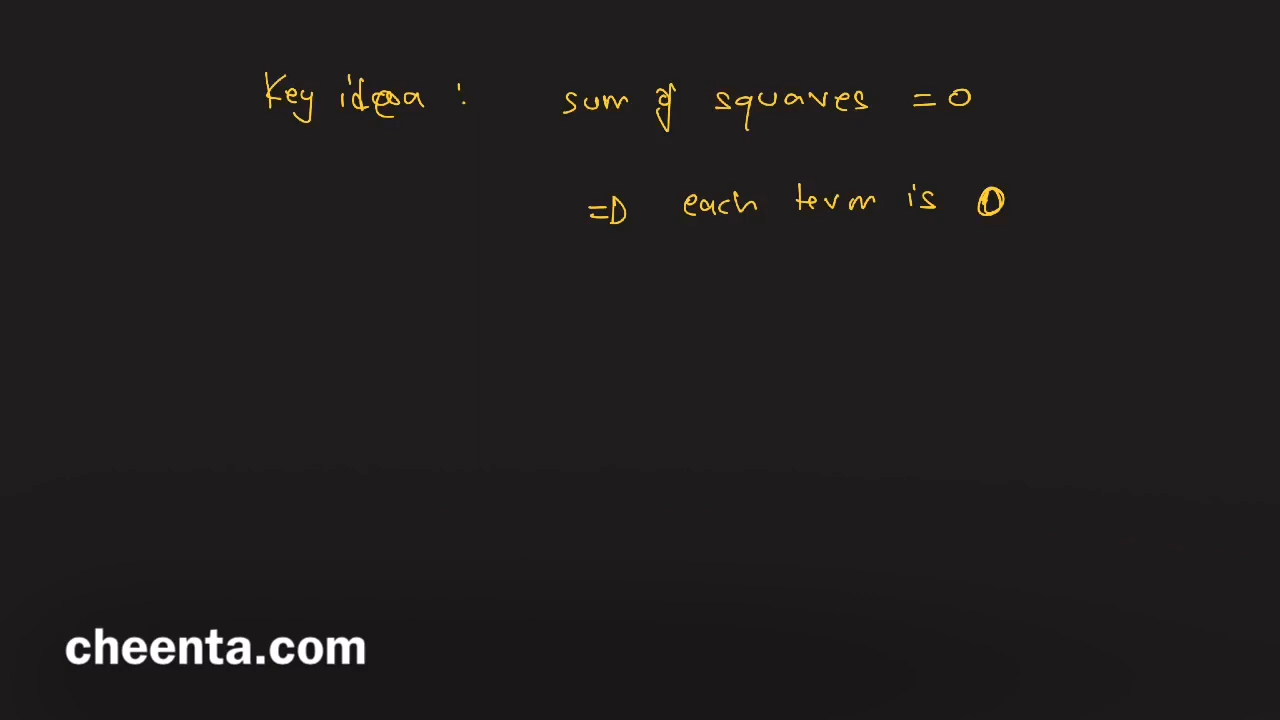 Key idea : sum of squares = 0
⇒ each term is 0
cheenta.com